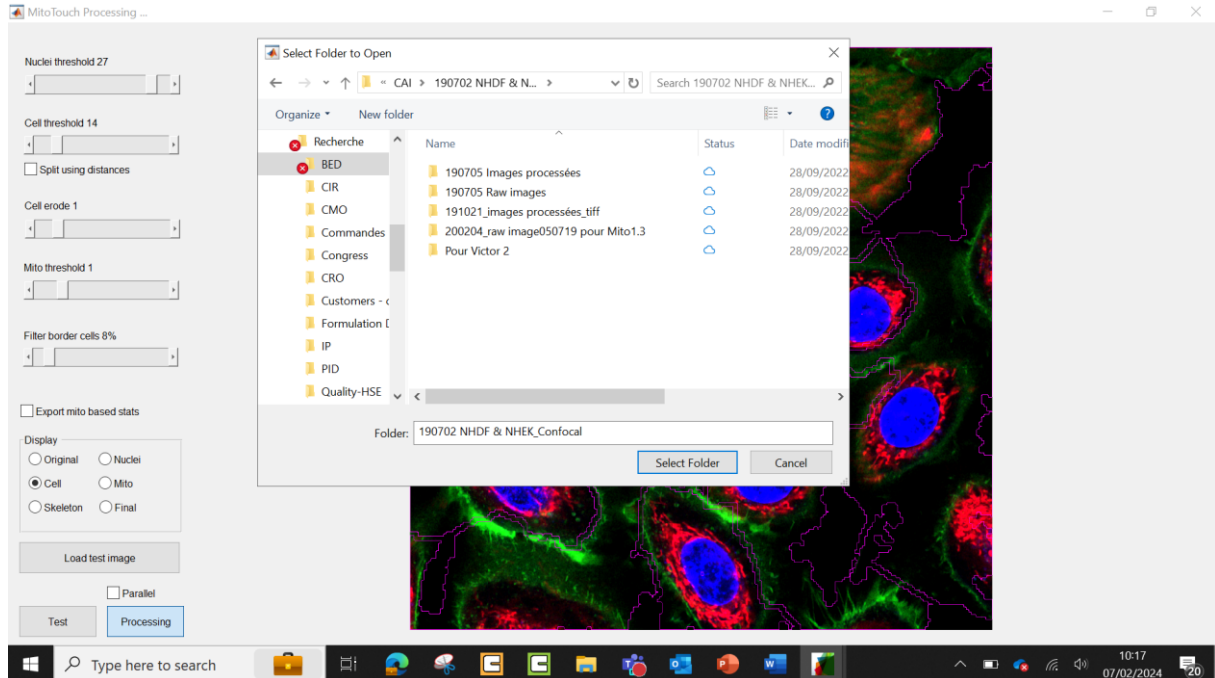 MitoTouch Processing ...
Nuclei threshold 27
Cell threshold 14
Split using distances
Cell erode 1
Mito threshold 1
Filter border cells 8%
Export mito based stats
Display
Original Nuclei
Cell Mito
Skeleton Final
Load test image
Parallel
Test Processing
Select Folder to Open
« CAI > 190702 NHDF & N... >
Search 190702 NHDF & NHEK...
Organize New folder
Recherche
BED
CIR
CMO
Commandes
Congress
CRO
Customers - c
Formulation D
IP
PID
Quality-HSE
Name Status Date modifi
190705 Images processées 28/09/2022
190705 Raw images 28/09/2022
191021_images processées_tiff 28/09/2022
200204_raw image050719 pour Mito1.3 28/09/2022
Pour Victor 2 28/09/2022
Folder: 190702 NHDF & NHEK_Confocal
Select Folder Cancel
Type here to search
10:17
07/02/2024
20